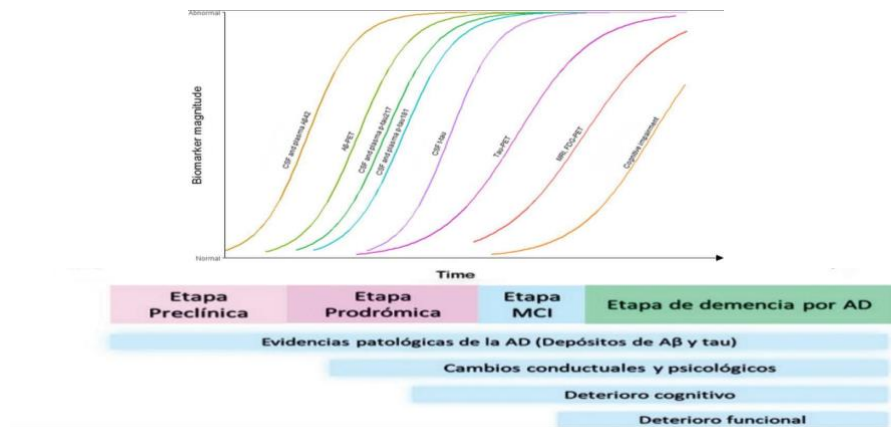 Abnormal
Biomarker magnitude
CSF and plasma Aβ42
Aβ-PET
CSF and plasma p-tau217
CSF and plasma p-tau181
CSF t-tau
Tau-PET
MRI, FDG-PET
Cognitive impairment
Normal
Time
Etapa
Preclínica
Etapa
Prodrómica
Etapa
MCI
Etapa de demencia por AD
Evidencias patológicas de la AD (Depósitos de Aβ y tau)
Cambios conductuales y psicológicos
Deterioro cognitivo
Deterioro funcional